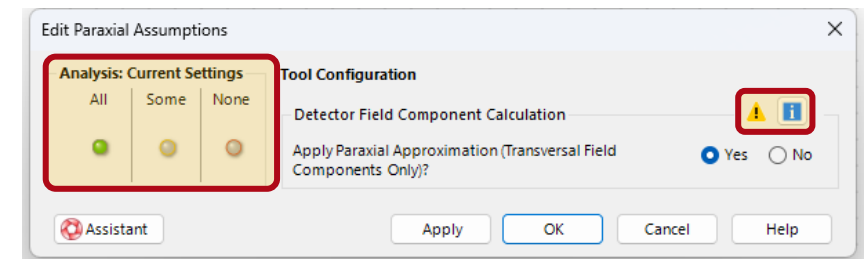 Edit Paraxial Assumptions
Analysis: Current Settings
All Some None
Tool Configuration
Detector Field Component Calculation
Apply Paraxial Approximation (Transversal Field
Components Only)?
Yes No
Assistant
Apply
OK
Cancel
Help